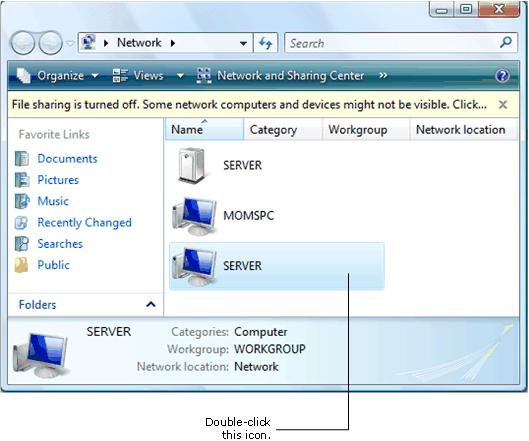 Network
Search
Organize Views Network and Sharing Center »
File sharing is turned off. Some network computers and devices might not be visible. Click...
Favorite Links
Documents
Pictures
Music
Recently Changed
Searches
Public
Folders
Name Category Workgroup Network location
SERVER
MOMSPC
SERVER
SERVER
Categories: Computer
Workgroup: WORKGROUP
Network location: Network
Double-click
this icon.